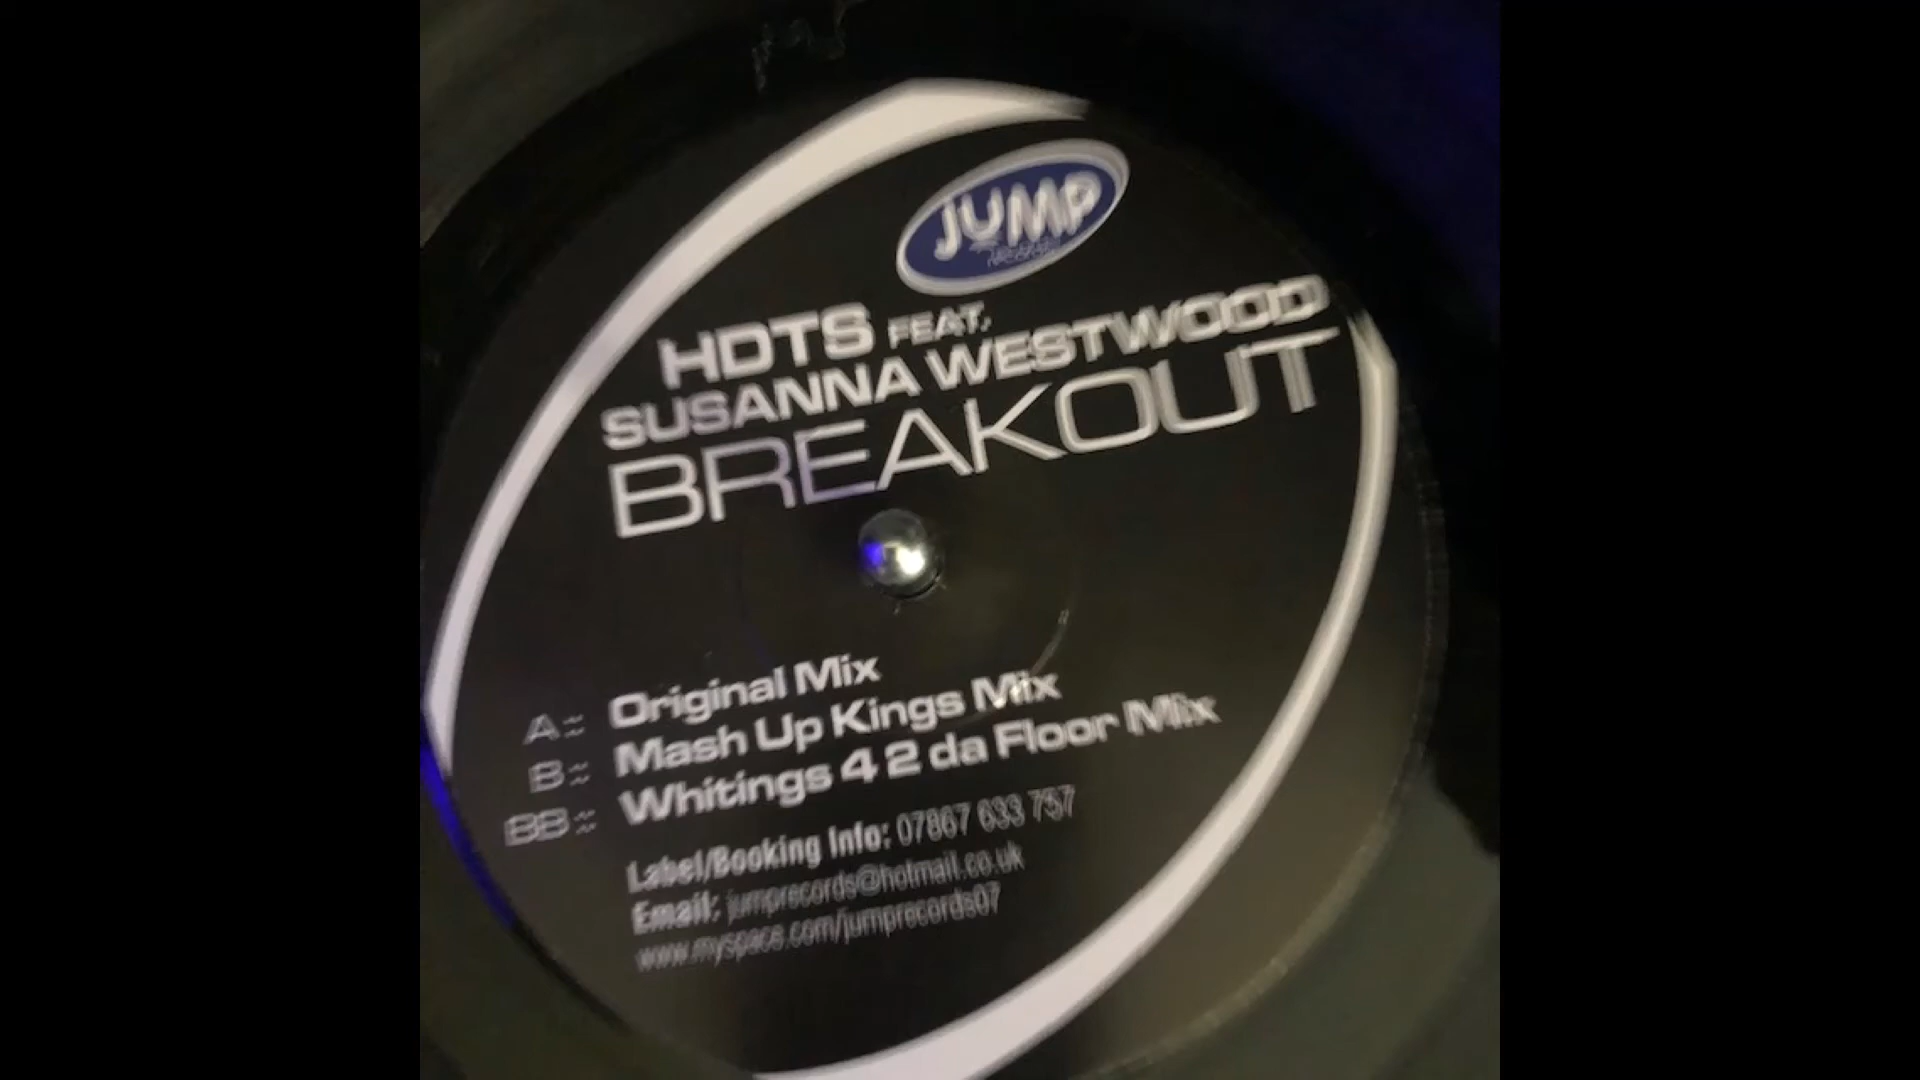 JUMP
records
HDTS FEAT.
SUSANNA WESTWOOD
BREAKOUT
A: Original Mix
B: Mash Up Kings Mix
BB: Whitings 4 2 da Floor Mix
Label/Booking Info: 07867 633 757
Email: jumprecords@hotmail.co.uk
www.myspace.com/jumprecords07